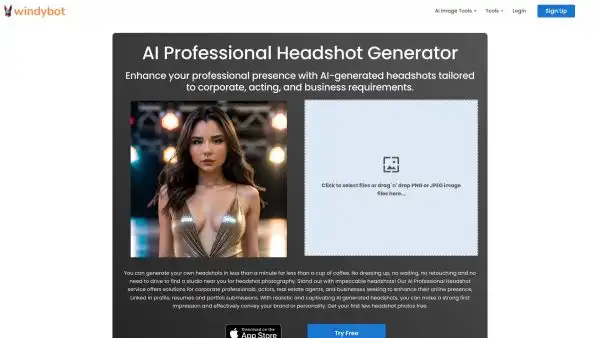 windybot
AI Image Tools
Tools
Login
Sign Up
AI Professional Headshot Generator
Enhance your professional presence with AI-generated headshots tailored
to corporate, acting, and business requirements.
Click to select files or drag 'n' drop PNG or JPEG image
files here...
You can generate your own headshots in less than a minute for less than a cup of coffee. No dressing up, no waiting, no retouching and no
need to drive to find a studio near you for headshot photography. Stand out with impeccable headshots! Our AI Professional Headshot
service offers solutions for corporate professionals, actors, real estate agents, and businesses seeking to enhance their online presence,
Linked in profile, resumes and portfoil submissions. With realistic and captivating AI generated headshots, you can make a strong first
impression and effectively convey your brand or personality. Get your first few headshot photos free.
Download on the
App Store
Try Free